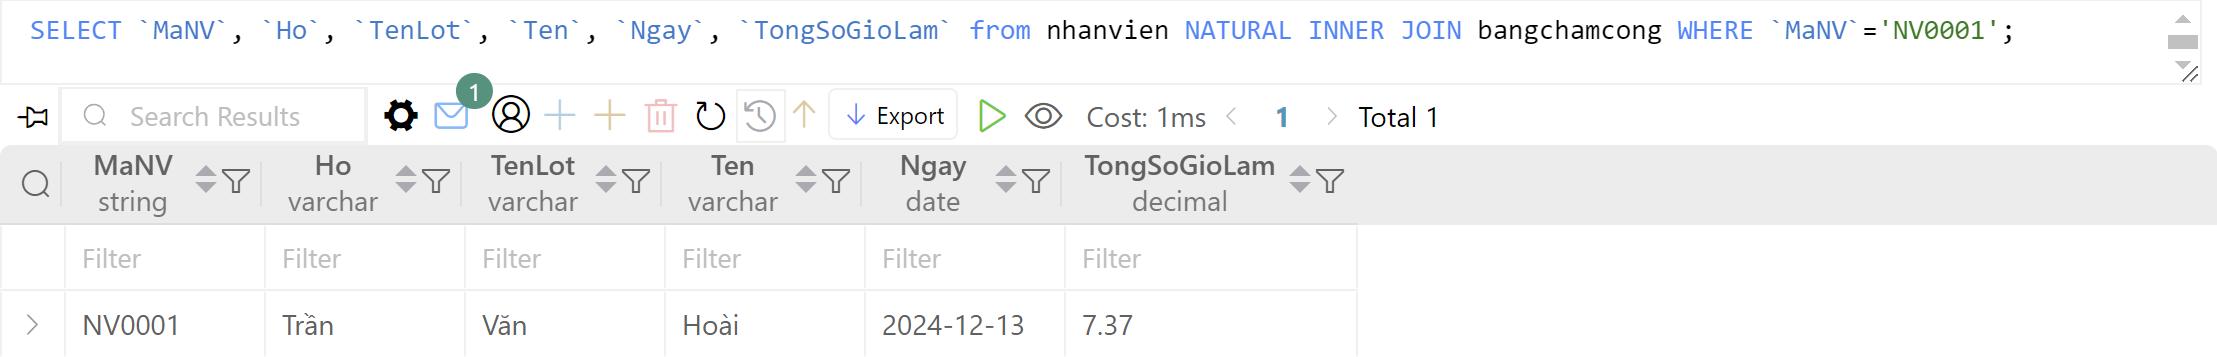 SELECT `MaNV`, `Ho`, `TenLot`, `Ten`, `Ngay`, `TongSoGioLam` from nhanvien NATURAL INNER JOIN bangchamcong WHERE `MaNV`='NV0001';
Search Results 1 Export Cost: 1ms 1 Total 1
MaNV Ho TenLot Ten Ngay TongSoGioLam
string varchar varchar varchar date decimal
Filter Filter Filter Filter Filter Filter
NV0001 Trần Văn Hoài 2024-12-13 7.37